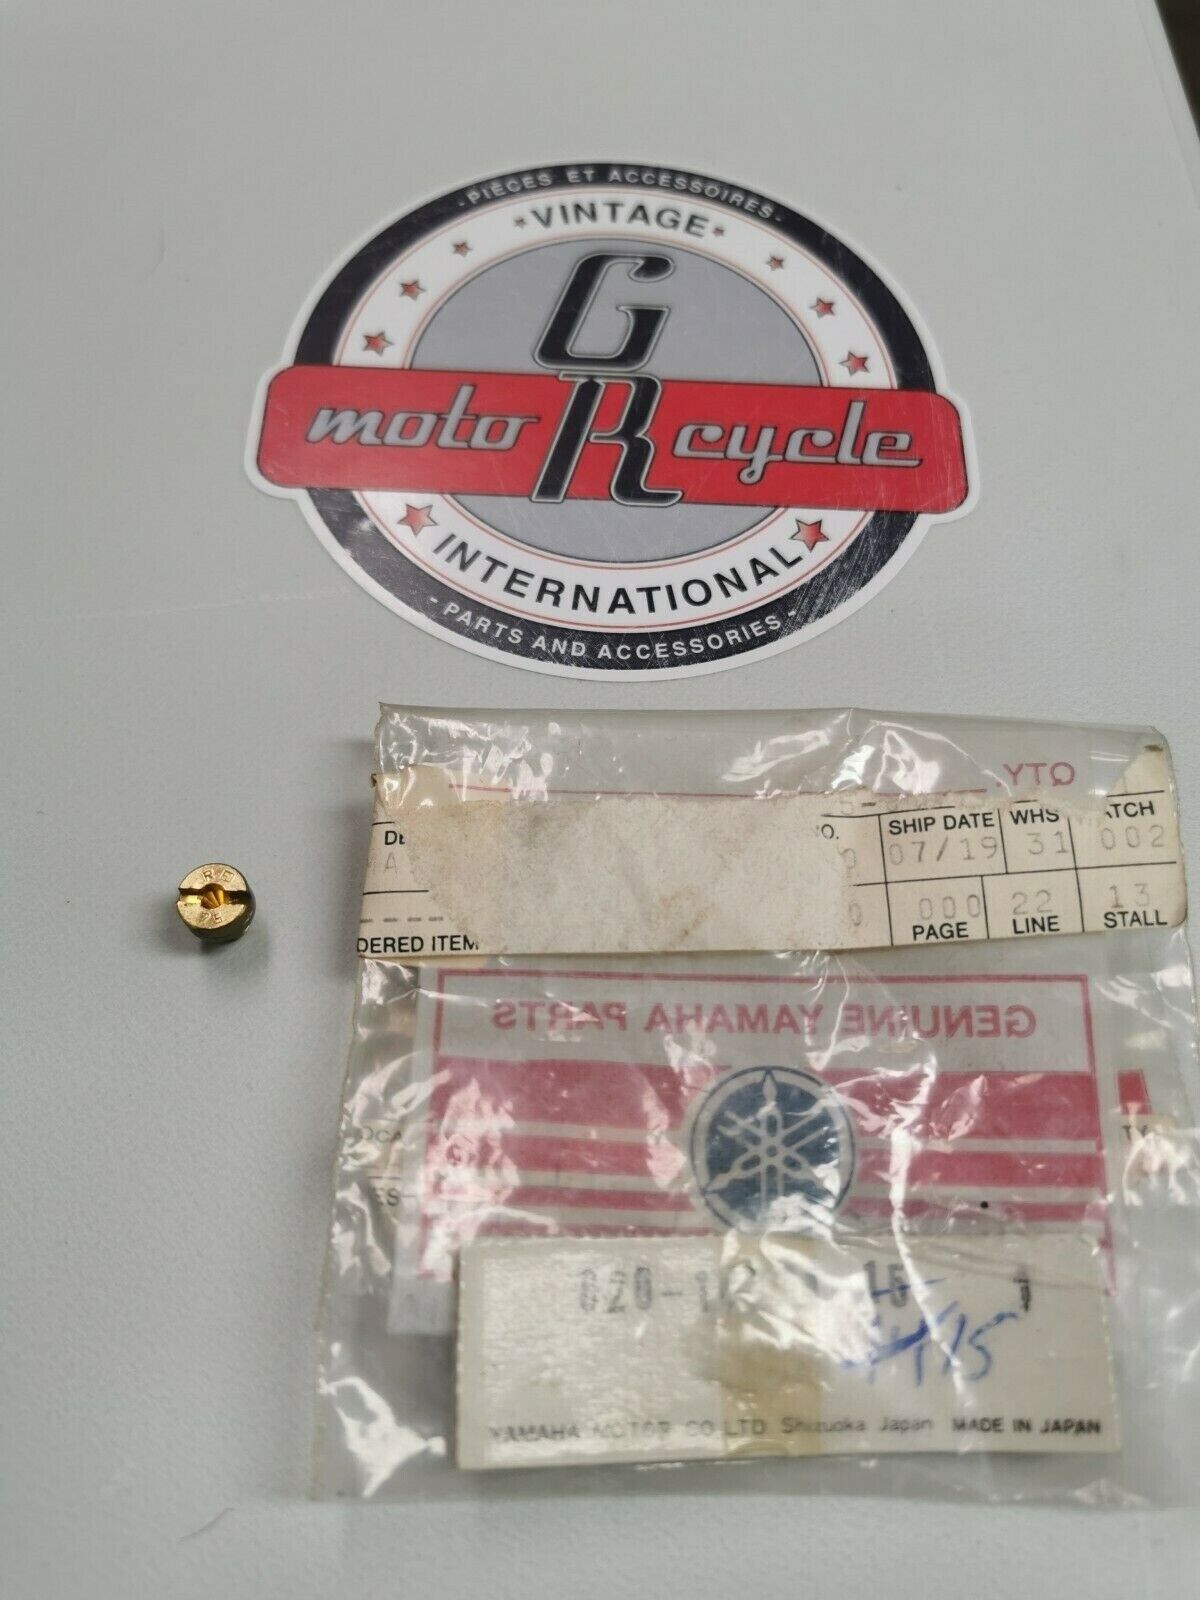 - PIÈCES ET ACCESSOIRES -
VINTAGE
G
moto R cycle
INTERNATIONAL
- PARTS AND ACCESSORIES -
QTY.
SHIP DATE WHS
07/19 31 002
000 22 13
DERED ITEM PAGE LINE STALL
GENUINE YAMAHA PARTS
15
YAMAHA MOTOR CO LTD Shizuoka Japan MADE IN JAPAN